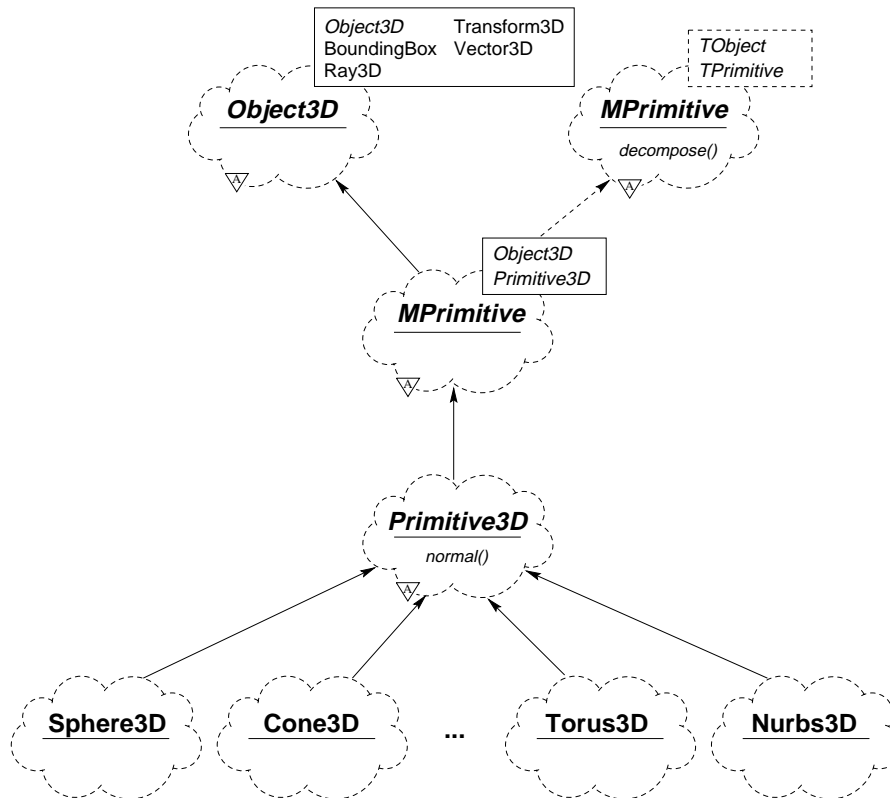 Object3D Transform3D
BoundingBox Vector3D
Ray3D
TObject
TPrimitive
Object3D
MPrimitive
decompose()
A
A
Object3D
Primitive3D
MPrimitive
A
Primitive3D
normal()
A
Sphere3D
Cone3D
...
Torus3D
Nurbs3D